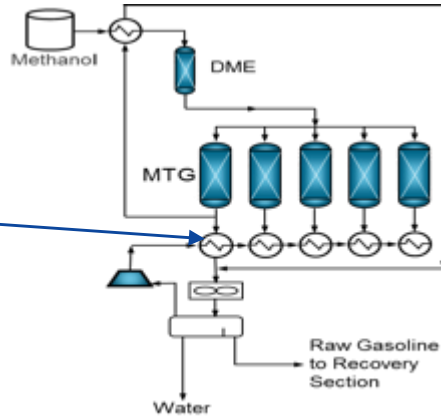 Methanol
DME
MTG
Raw Gasoline
to Recovery
Section
Water